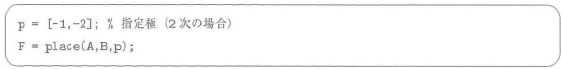 p = [-1,-2]; % 指定極 (2次の場合)
F = place(A,B,p);